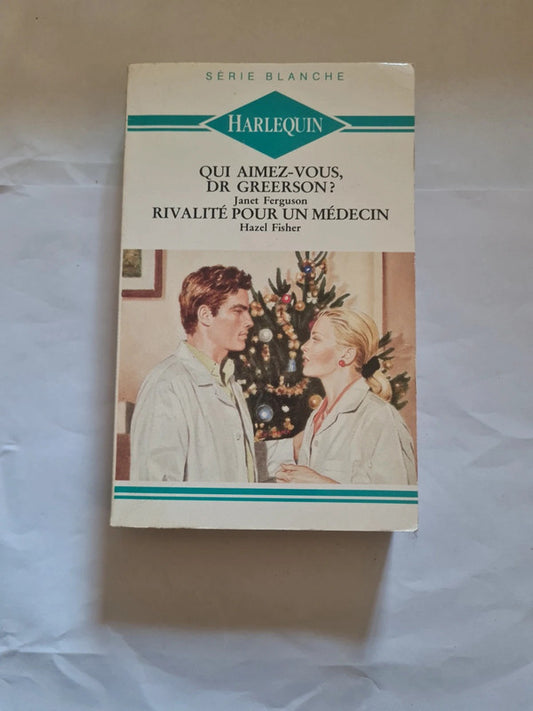 SÉRIE BLANCHE
HARLEQUIN
QUI AIMEZ-VOUS,
DR GREERSON?
Janet Ferguson
RIVALITÉ POUR UN MÉDECIN
Hazel Fisher